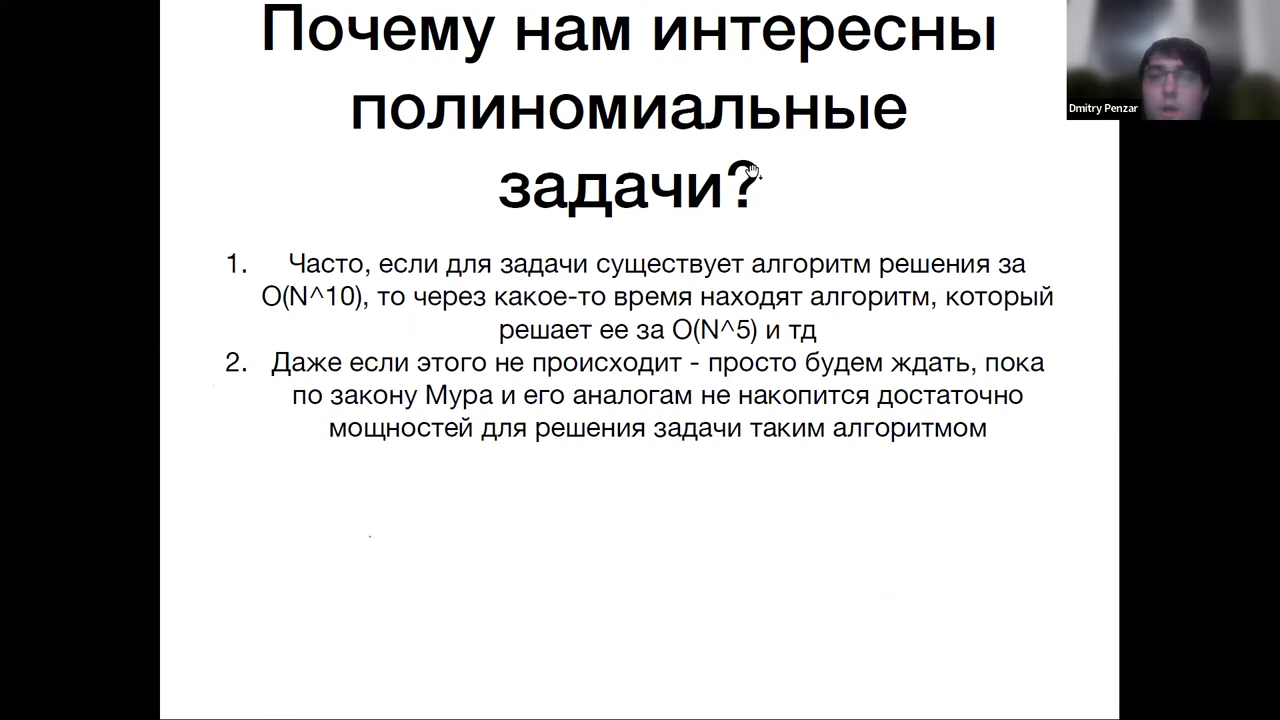 Почему нам интересны
полиномиальные
задачи?
Dmitry Penzar
1. Часто, если для задачи существует алгоритм решения за
O(N^10), то через какое-то время находят алгоритм, который
решает ее за O(N^5) и тд
2. Даже если этого не происходит - просто будем ждать, пока
по закону Мура и его аналогам не накопится достаточно
мощностей для решения задачи таким алгоритмом